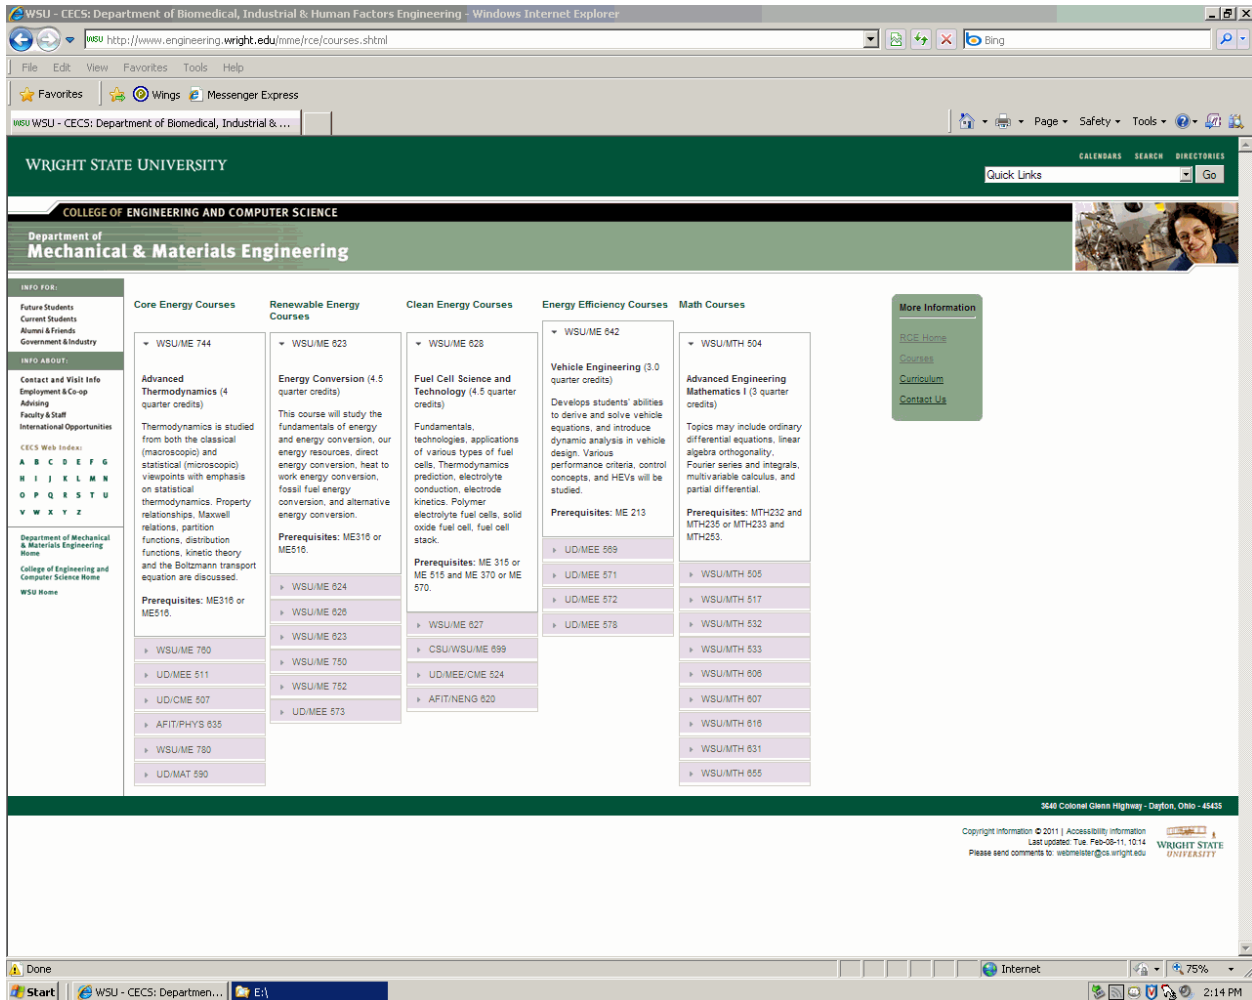 WSU - CECS: Department of Biomedical, Industrial & Human Factors Engineering - Windows Internet Explorer
http://www.engineering.wright.edu/mme/rce/courses.shtml
Bing
File Edit View Favorites Tools Help
Favorites Wings Messenger Express
WSU - CECS: Department of Biomedical, Industrial & ...
Page Safety Tools
WRIGHT STATE UNIVERSITY
CALENDARS SEARCH DIRECTORIES
Quick Links Go
COLLEGE OF ENGINEERING AND COMPUTER SCIENCE
Department of
Mechanical & Materials Engineering
INFO FOR:
Future Students
Current Students
Alumni & Friends
Government & Industry
INFO ABOUT:
Contact and Visit Info
Employment & Co-op
Advising
Faculty & Staff
International Opportunities
CECS Web Index:
A B C D E F G
H I J K L M N
O P Q R S T U
V W X Y Z
Department of Mechanical
& Materials Engineering
Home
College of Engineering and
Computer Science Home
WSU Home
Core Energy Courses
WSU/ME 744
Advanced
Thermodynamics (4
quarter credits)
Thermodynamics is studied
from both the classical
(macroscopic) and
statistical (microscopic)
viewpoints with emphasis
on statistical
thermodynamics. Property
relationships, Maxwell
relations, partition
functions, distribution
functions, kinetic theory
and the Boltzmann transport
equation are discussed.
Prerequisites: ME316 or
ME516.
WSU/ME 760
UD/MEE 511
UD/CME 507
AFIT/PHYS 635
WSU/ME 780
UD/MAT 590
Renewable Energy
Courses
WSU/ME 623
Energy Conversion (4.5
quarter credits)
This course will study the
fundamentals of energy
and energy conversion, our
energy resources, direct
energy conversion, heat to
work energy conversion,
fossil fuel energy
conversion, and alternative
energy conversion.
Prerequisites: ME316 or
ME516.
WSU/ME 624
WSU/ME 626
WSU/ME 623
WSU/ME 750
WSU/ME 752
UD/MEE 573
Clean Energy Courses
WSU/ME 628
Fuel Cell Science and
Technology (4.5 quarter
credits)
Fundamentals,
technologies, applications
of various types of fuel
cells, Thermodynamics
prediction, electrolyte
conduction, electrode
kinetics. Polymer
electrolyte fuel cells, solid
oxide fuel cell, fuel cell
stack.
Prerequisites: ME 315 or
ME 515 and ME 370 or ME
570.
WSU/ME 627
CSU/WSU/ME 699
UD/MEE/CME 524
AFIT/NENG 620
Energy Efficiency Courses
WSU/ME 642
Vehicle Engineering (3.0
quarter credits)
Develops students' abilities
to derive and solve vehicle
equations, and introduce
dynamic analysis in vehicle
design. Various
performance criteria, control
concepts, and HEVs will be
studied.
Prerequisites: ME 213
UD/MEE 569
UD/MEE 571
UD/MEE 572
UD/MEE 578
Math Courses
WSU/MTH 504
Advanced Engineering
Mathematics I (3 quarter
credits)
Topics may include ordinary
differential equations, linear
algebra orthogonality,
Fourier series and integrals,
multivariable calculus, and
partial differential.
Prerequisites: MTH232 and
MTH235 or MTH233 and
MTH253.
WSU/MTH 505
WSU/MTH 517
WSU/MTH 532
WSU/MTH 533
WSU/MTH 606
WSU/MTH 607
WSU/MTH 616
WSU/MTH 631
WSU/MTH 655
More Information
RCE Home
Courses
Curriculum
Contact Us
3640 Colonel Glenn Highway - Dayton, Ohio - 45435
Copyright Information © 2011 | Accessibility Information
Last updated: Tue. Feb-08-11, 10:14
Please send comments to: webmeister@cs.wright.edu
WRIGHT STATE
UNIVERSITY
Done
Internet
75%
Start
WSU - CECS: Departmen...
E:\
2:14 PM